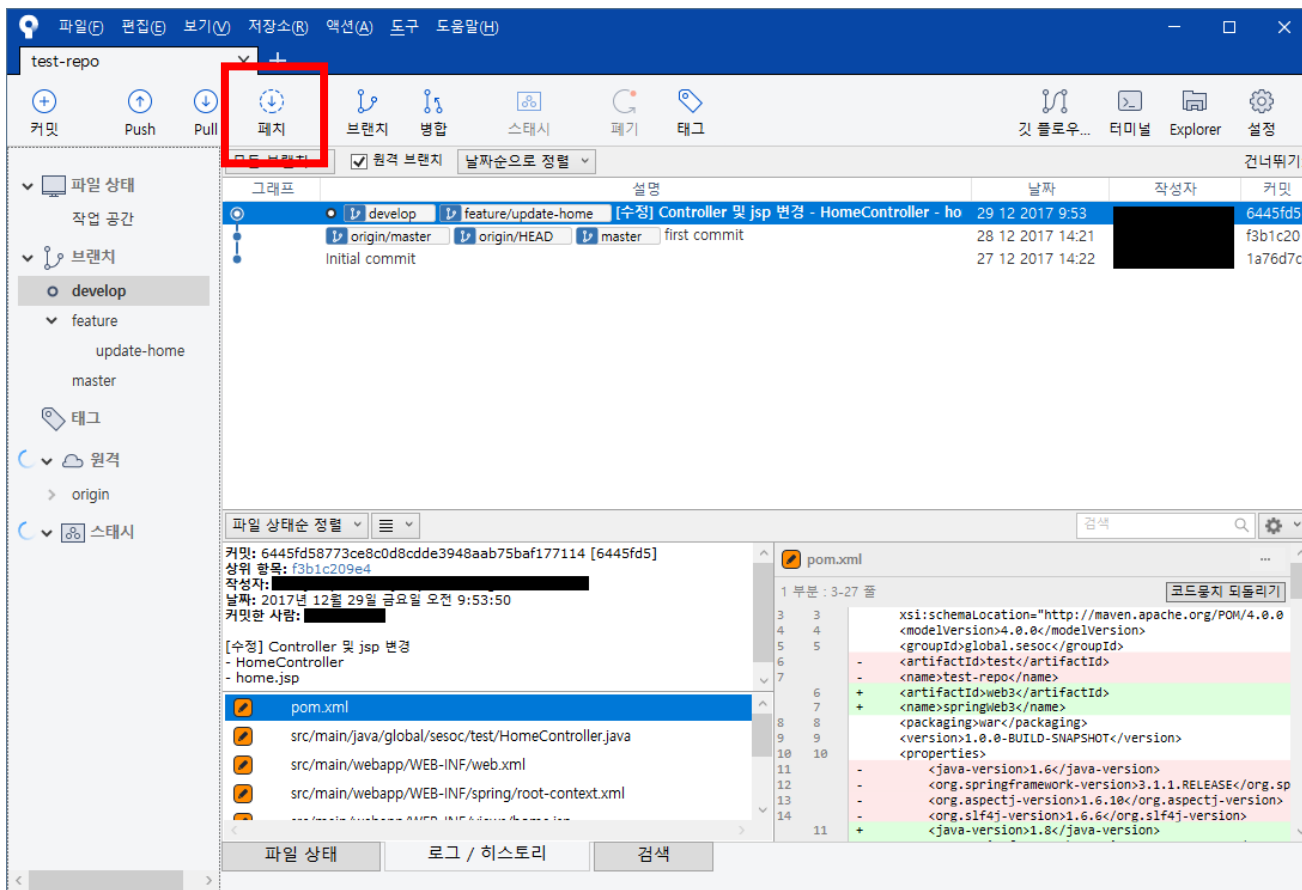 파일(F) 편집(E) 보기(V) 저장소(R) 액션(A) 도구 도움말(H)
test-repo
커밋 Push Pull 페치 브랜치 병합 스태시 폐기 태그 깃 플로우... 터미널 Explorer 설정
모든 브랜치 원격 브랜치 날짜순으로 정렬 건너뛰기
파일 상태
작업 공간
브랜치
develop
feature
update-home
master
태그
원격
origin
스태시
그래프 설명 날짜 작성자 커밋
develop feature/update-home [수정] Controller 및 jsp 변경 - HomeController - ho 29 12 2017 9:53 6445fd5
origin/master origin/HEAD master first commit 28 12 2017 14:21 f3b1c20
Initial commit 27 12 2017 14:22 1a76d7c
파일 상태순 정렬 검색
커밋: 6445fd58773ce8c0d8cdde3948aab75baf177114 [6445fd5]
상위 항목: f3b1c209e4
작성자:
날짜: 2017년 12월 29일 금요일 오전 9:53:50
커밋한 사람:
[수정] Controller 및 jsp 변경
- HomeController
- home.jsp
pom.xml
src/main/java/global/sesoc/test/HomeController.java
src/main/webapp/WEB-INF/web.xml
src/main/webapp/WEB-INF/spring/root-context.xml
src/main/webapp/WEB-INF/views/home.jsp
pom.xml ...
1 부분 : 3-27 줄 코드뭉치 되돌리기
3 3 xsi:schemaLocation="http://maven.apache.org/POM/4.0.0
4 4 <modelVersion>4.0.0</modelVersion>
5 5 <groupId>global.sesoc</groupId>
6 - <artifactId>test</artifactId>
7 - <name>test-repo</name>
6 + <artifactId>web3</artifactId>
7 + <name>springWeb3</name>
8 8 <packaging>war</packaging>
9 9 <version>1.0.0-BUILD-SNAPSHOT</version>
10 10 <properties>
11 - <java-version>1.6</java-version>
12 - <org.springframework-version>3.1.1.RELEASE</org.sp
13 - <org.aspectj-version>1.6.10</org.aspectj-version>
14 - <org.slf4j-version>1.6.6</org.slf4j-version>
11 + <java-version>1.8</java-version>
파일 상태 로그 / 히스토리 검색